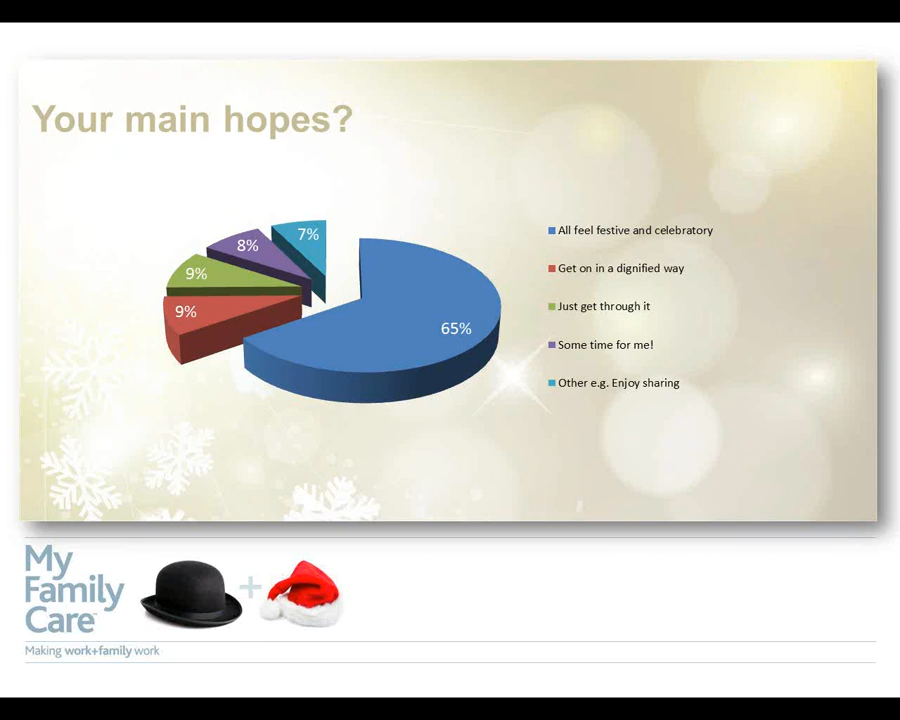 Your main hopes?
7%
8%
9%
9%
65%
All feel festive and celebratory
Get on in a dignified way
Just get through it
Some time for me!
Other e.g. Enjoy sharing
My
Family
Care™
+
Making work+family work